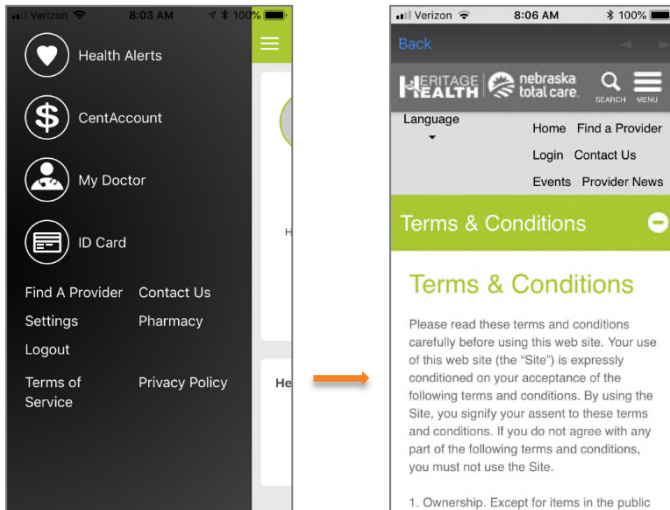 Verizon 8:03 AM 100%
Health Alerts
CentAccount
My Doctor
ID Card
Find A Provider Contact Us
Settings Pharmacy
Logout
Terms of Service Privacy Policy
H
He
Verizon 8:06 AM 100%
Back
HERITAGE HEALTH nebraska total care.
SEARCH MENU
Language
Home Find a Provider
Login Contact Us
Events Provider News
Terms & Conditions
Terms & Conditions
Please read these terms and conditions
carefully before using this web site. Your use
of this web site (the “Site”) is expressly
conditioned on your acceptance of the
following terms and conditions. By using the
Site, you signify your assent to these terms
and conditions. If you do not agree with any
part of the following terms and conditions,
you must not use the Site.
1. Ownership. Except for items in the public